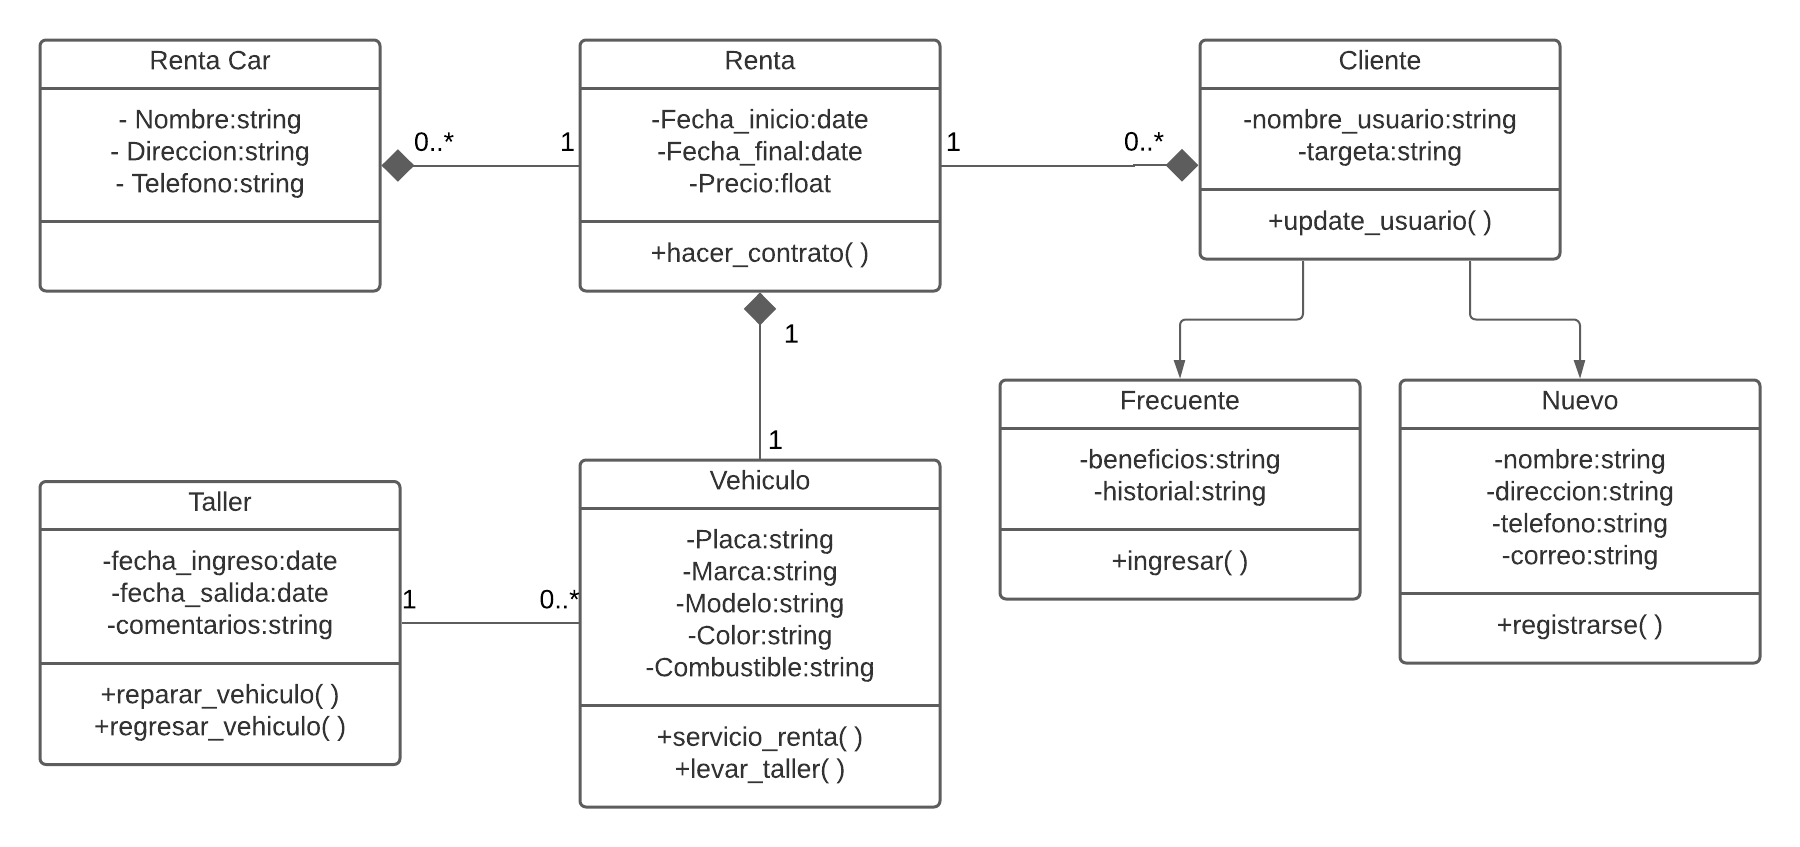 Renta Car
- Nombre:string
- Direccion:string
- Telefono:string
0..*
1
Renta
-Fecha_inicio:date
-Fecha_final:date
-Precio:float
+hacer_contrato( )
1
0..*
Cliente
-nombre_usuario:string
-targeta:string
+update_usuario( )
1
1
Frecuente
-beneficios:string
-historial:string
+ingresar( )
Nuevo
-nombre:string
-direccion:string
-telefono:string
-correo:string
+registrarse( )
Taller
-fecha_ingreso:date
-fecha_salida:date
-comentarios:string
+reparar_vehiculo( )
+regresar_vehiculo( )
1
0..*
Vehiculo
-Placa:string
-Marca:string
-Modelo:string
-Color:string
-Combustible:string
+servicio_renta( )
+levar_taller( )